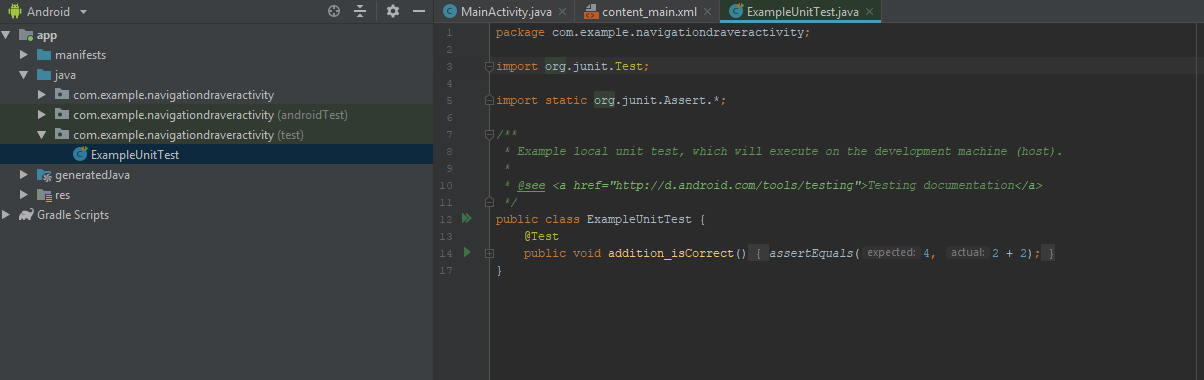 Android
app
manifests
java
com.example.navigationdraveractivity
com.example.navigationdraveractivity (androidTest)
com.example.navigationdraveractivity (test)
ExampleUnitTest
generatedJava
res
Gradle Scripts
MainActivity.java
content_main.xml
ExampleUnitTest.java
1 package com.example.navigationdraveractivity;
2
3 import org.junit.Test;
4
5 import static org.junit.Assert.*;
6
7 /**
8 * Example local unit test, which will execute on the development machine (host).
9 *
10 * @see <a href="http://d.android.com/tools/testing">Testing documentation</a>
11 */
12 public class ExampleUnitTest {
13 @Test
14 public void addition_isCorrect() { assertEquals( expected: 4, actual: 2 + 2); }
17 }